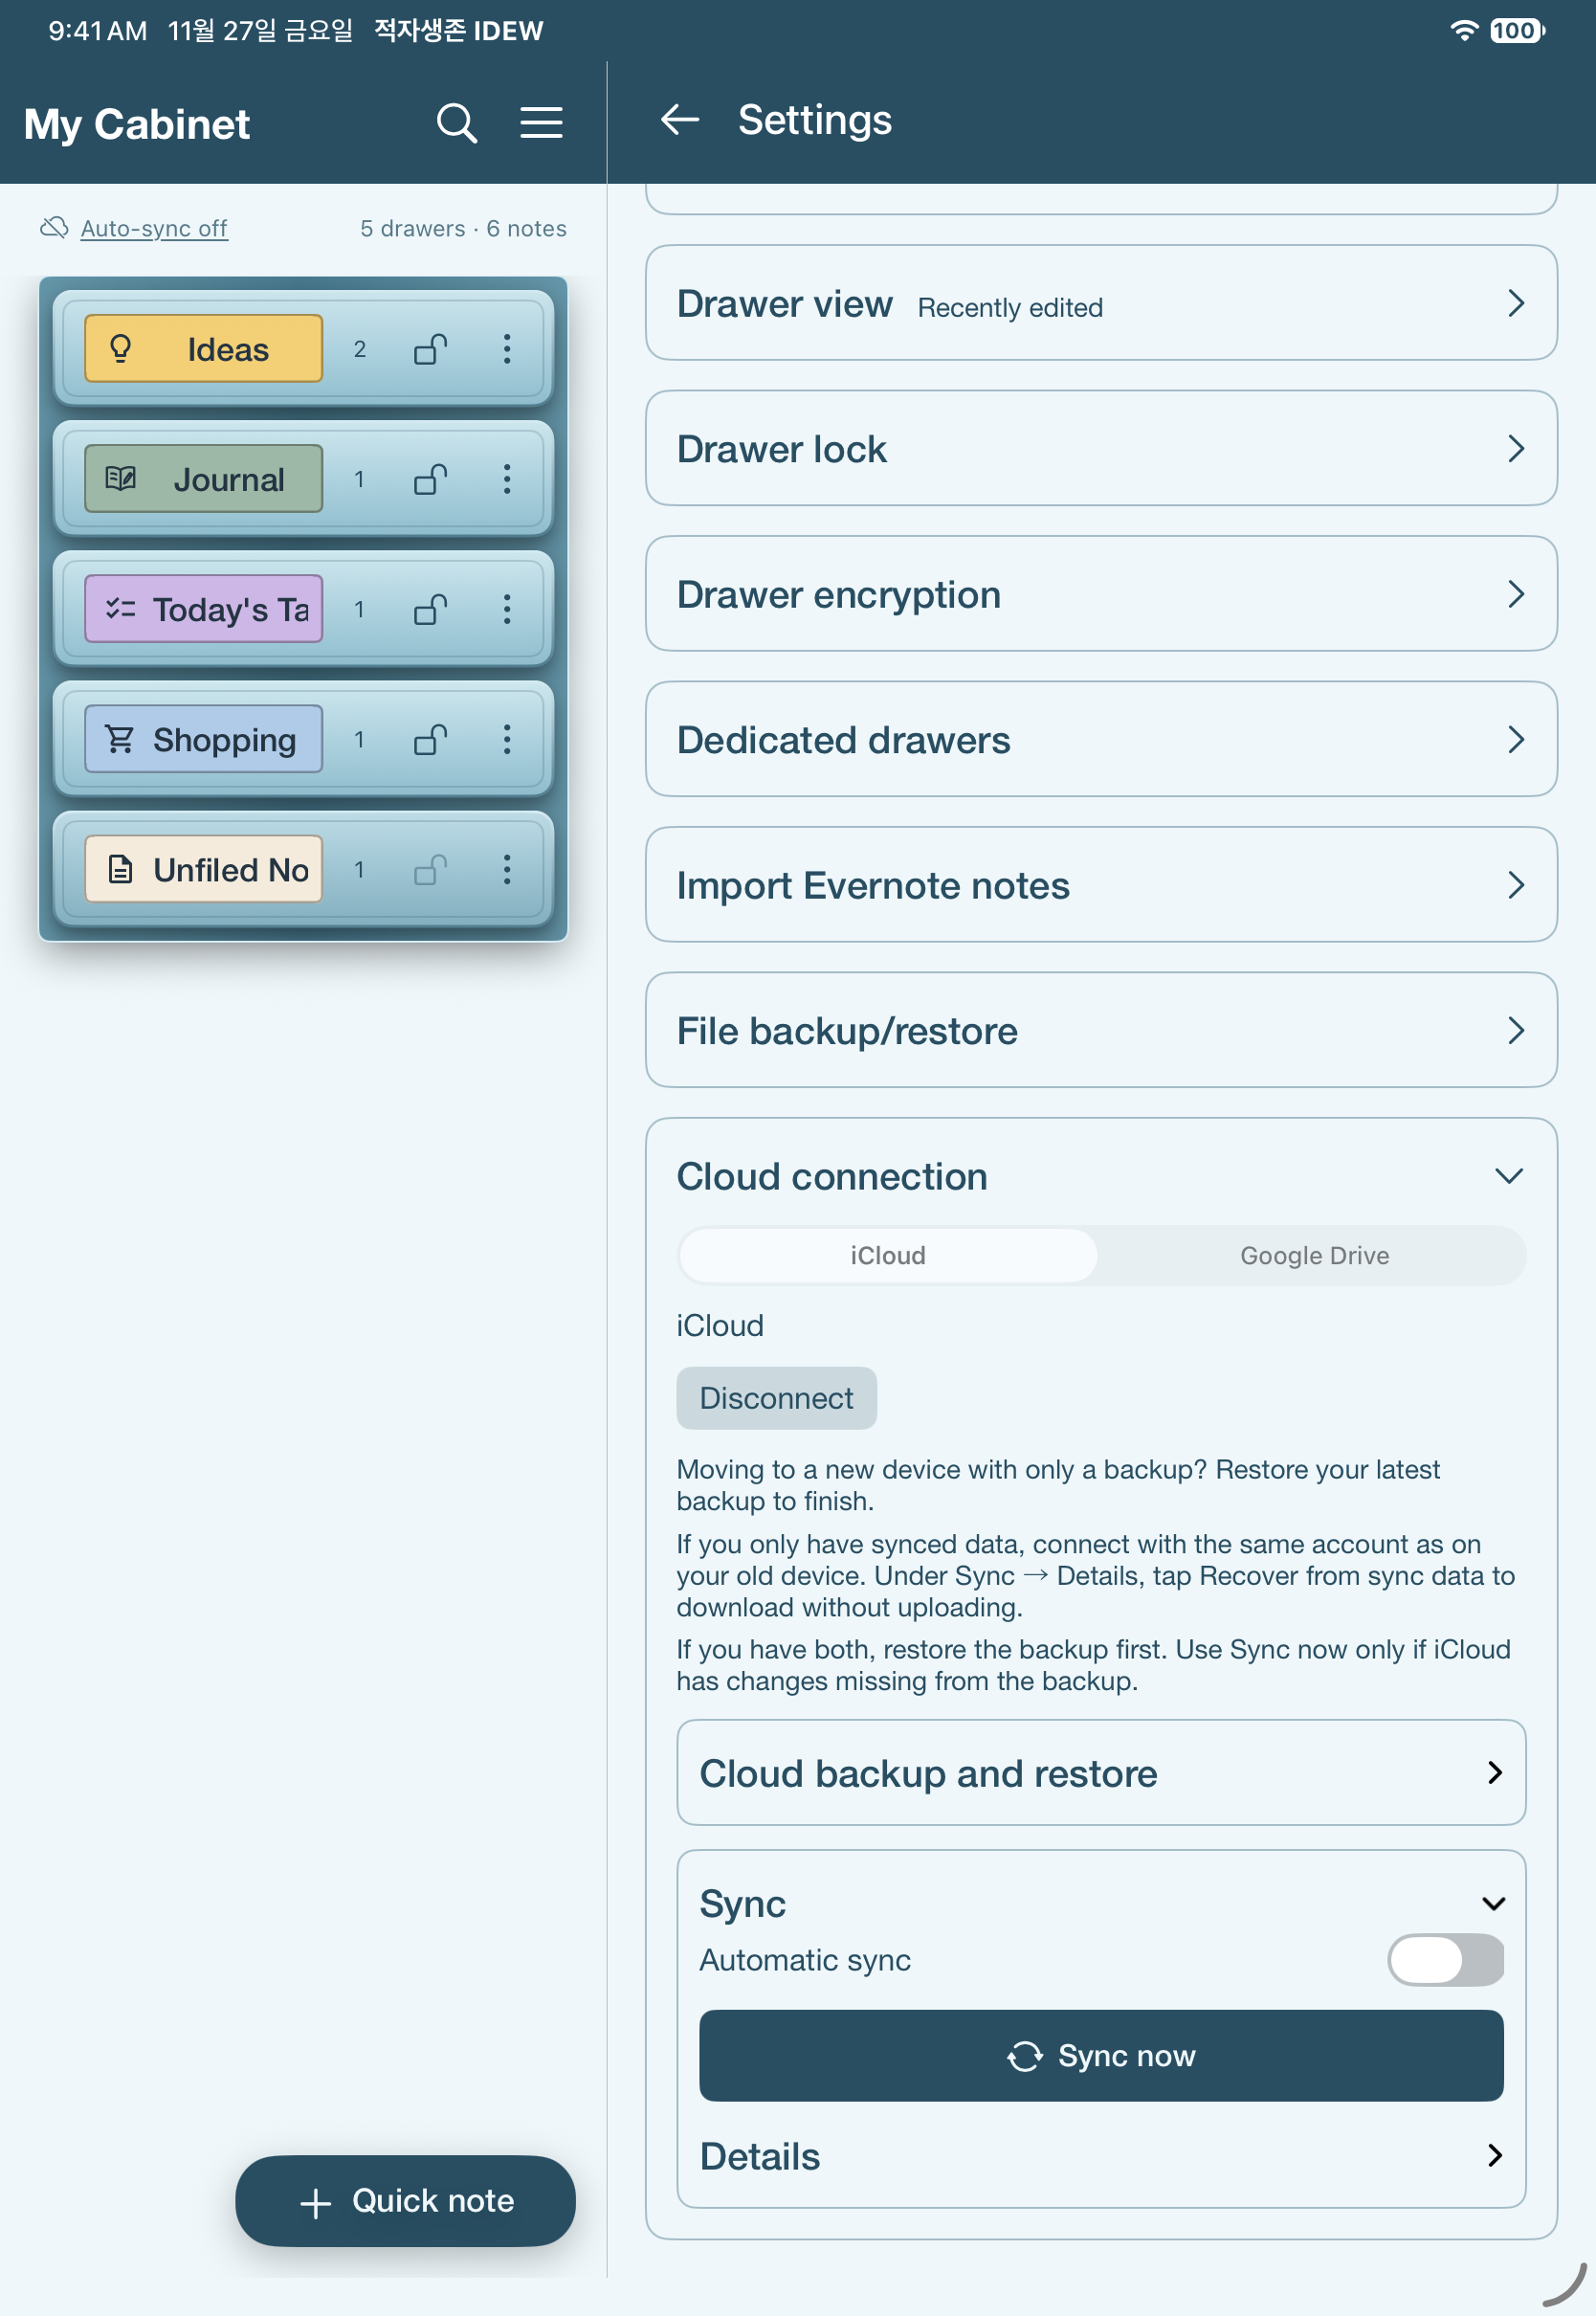 9:41 AM 11월 27일 금요일 적자생존 IDEW
100
My Cabinet
Auto-sync off
5 drawers · 6 notes
Ideas 2
Journal 1
Today's Ta 1
Shopping 1
Unfiled No 1
Quick note
Settings
Drawer view Recently edited
Drawer lock
Drawer encryption
Dedicated drawers
Import Evernote notes
File backup/restore
Cloud connection
iCloud
Google Drive
iCloud
Disconnect
Moving to a new device with only a backup? Restore your latest
backup to finish.
If you only have synced data, connect with the same account as on
your old device. Under Sync → Details, tap Recover from sync data to
download without uploading.
If you have both, restore the backup first. Use Sync now only if iCloud
has changes missing from the backup.
Cloud backup and restore
Sync
Automatic sync
Sync now
Details